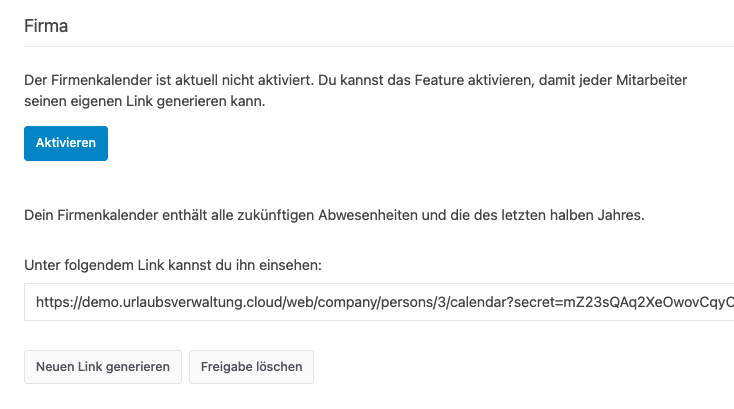 Firma
Der Firmenkalender ist aktuell nicht aktiviert. Du kannst das Feature aktivieren, damit jeder Mitarbeiter
seinen eigenen Link generieren kann.
Aktivieren
Dein Firmenkalender enthält alle zukünftigen Abwesenheiten und die des letzten halben Jahres.
Unter folgendem Link kannst du ihn einsehen:
https://demo.urlaubsverwaltung.cloud/web/company/persons/3/calendar?secret=mZ23sQAq2XeOwovCqyC
Neuen Link generieren
Freigabe löschen